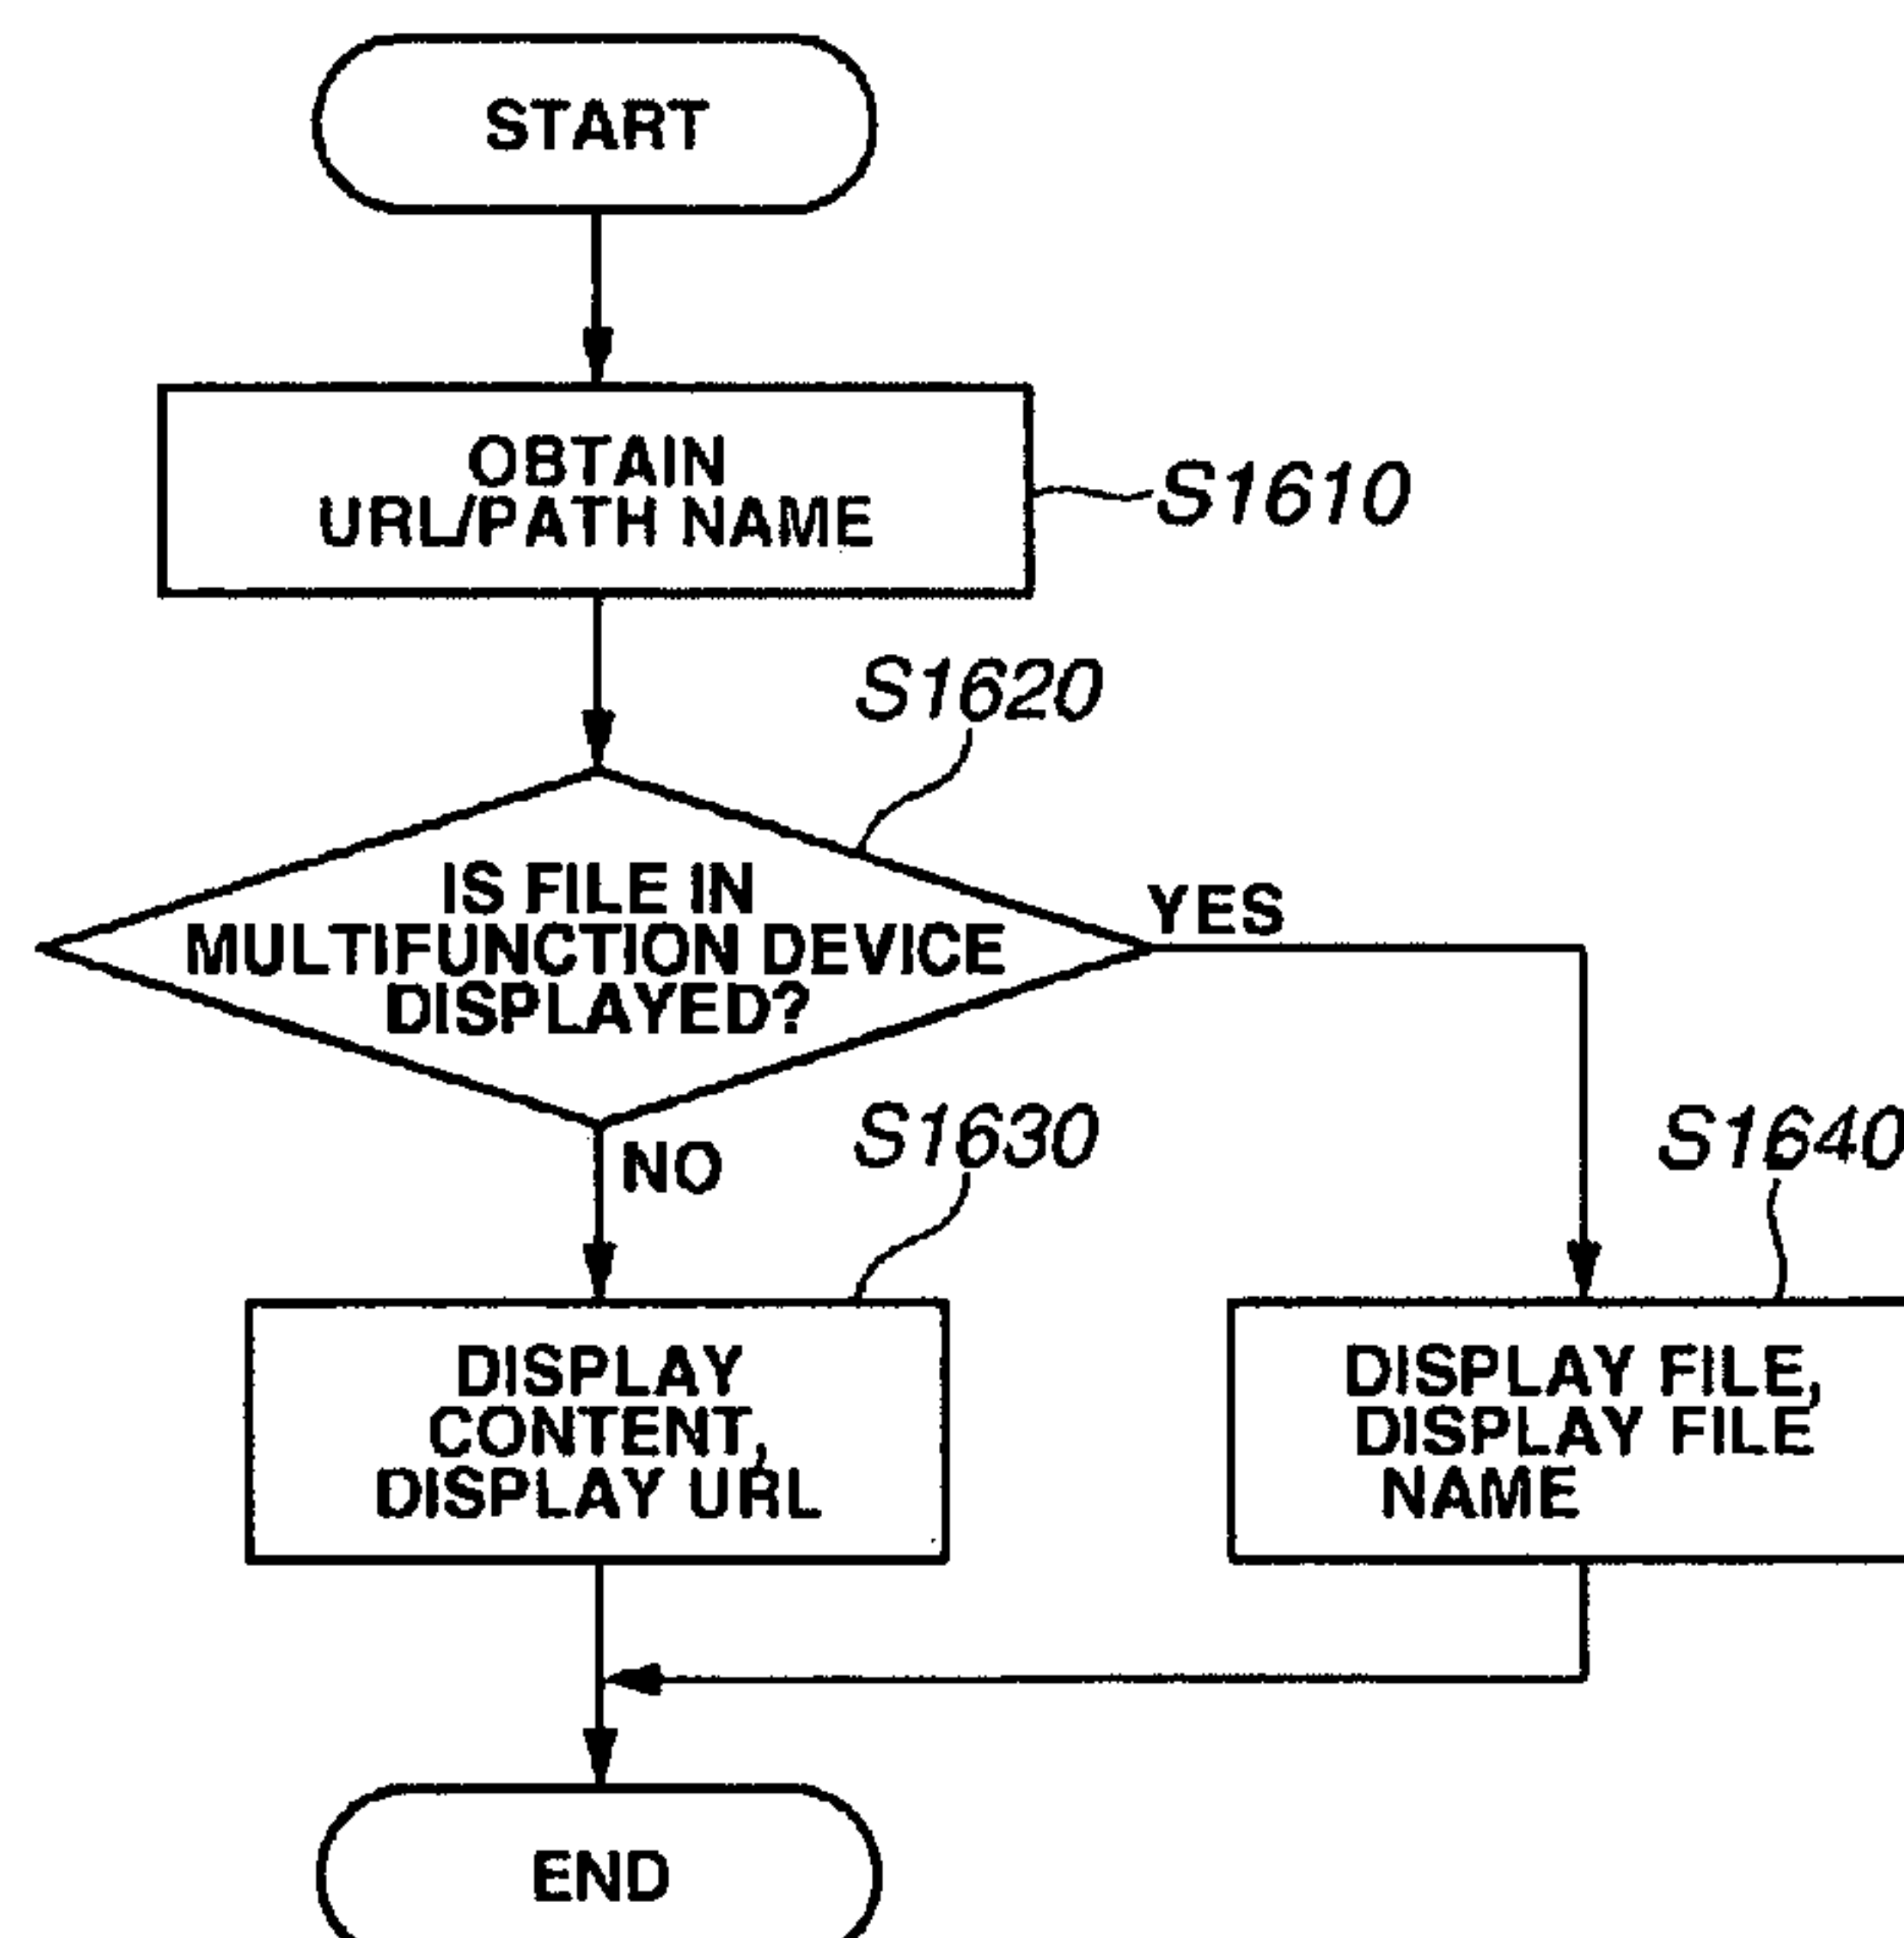 START
OBTAIN
URL/PATH NAME
S1610
S1620
IS FILE IN
MULTIFUNCTION DEVICE
DISPLAYED?
YES
NO
S1630
S1640
DISPLAY
CONTENT,
DISPLAY URL
DISPLAY FILE,
DISPLAY FILE
NAME
END